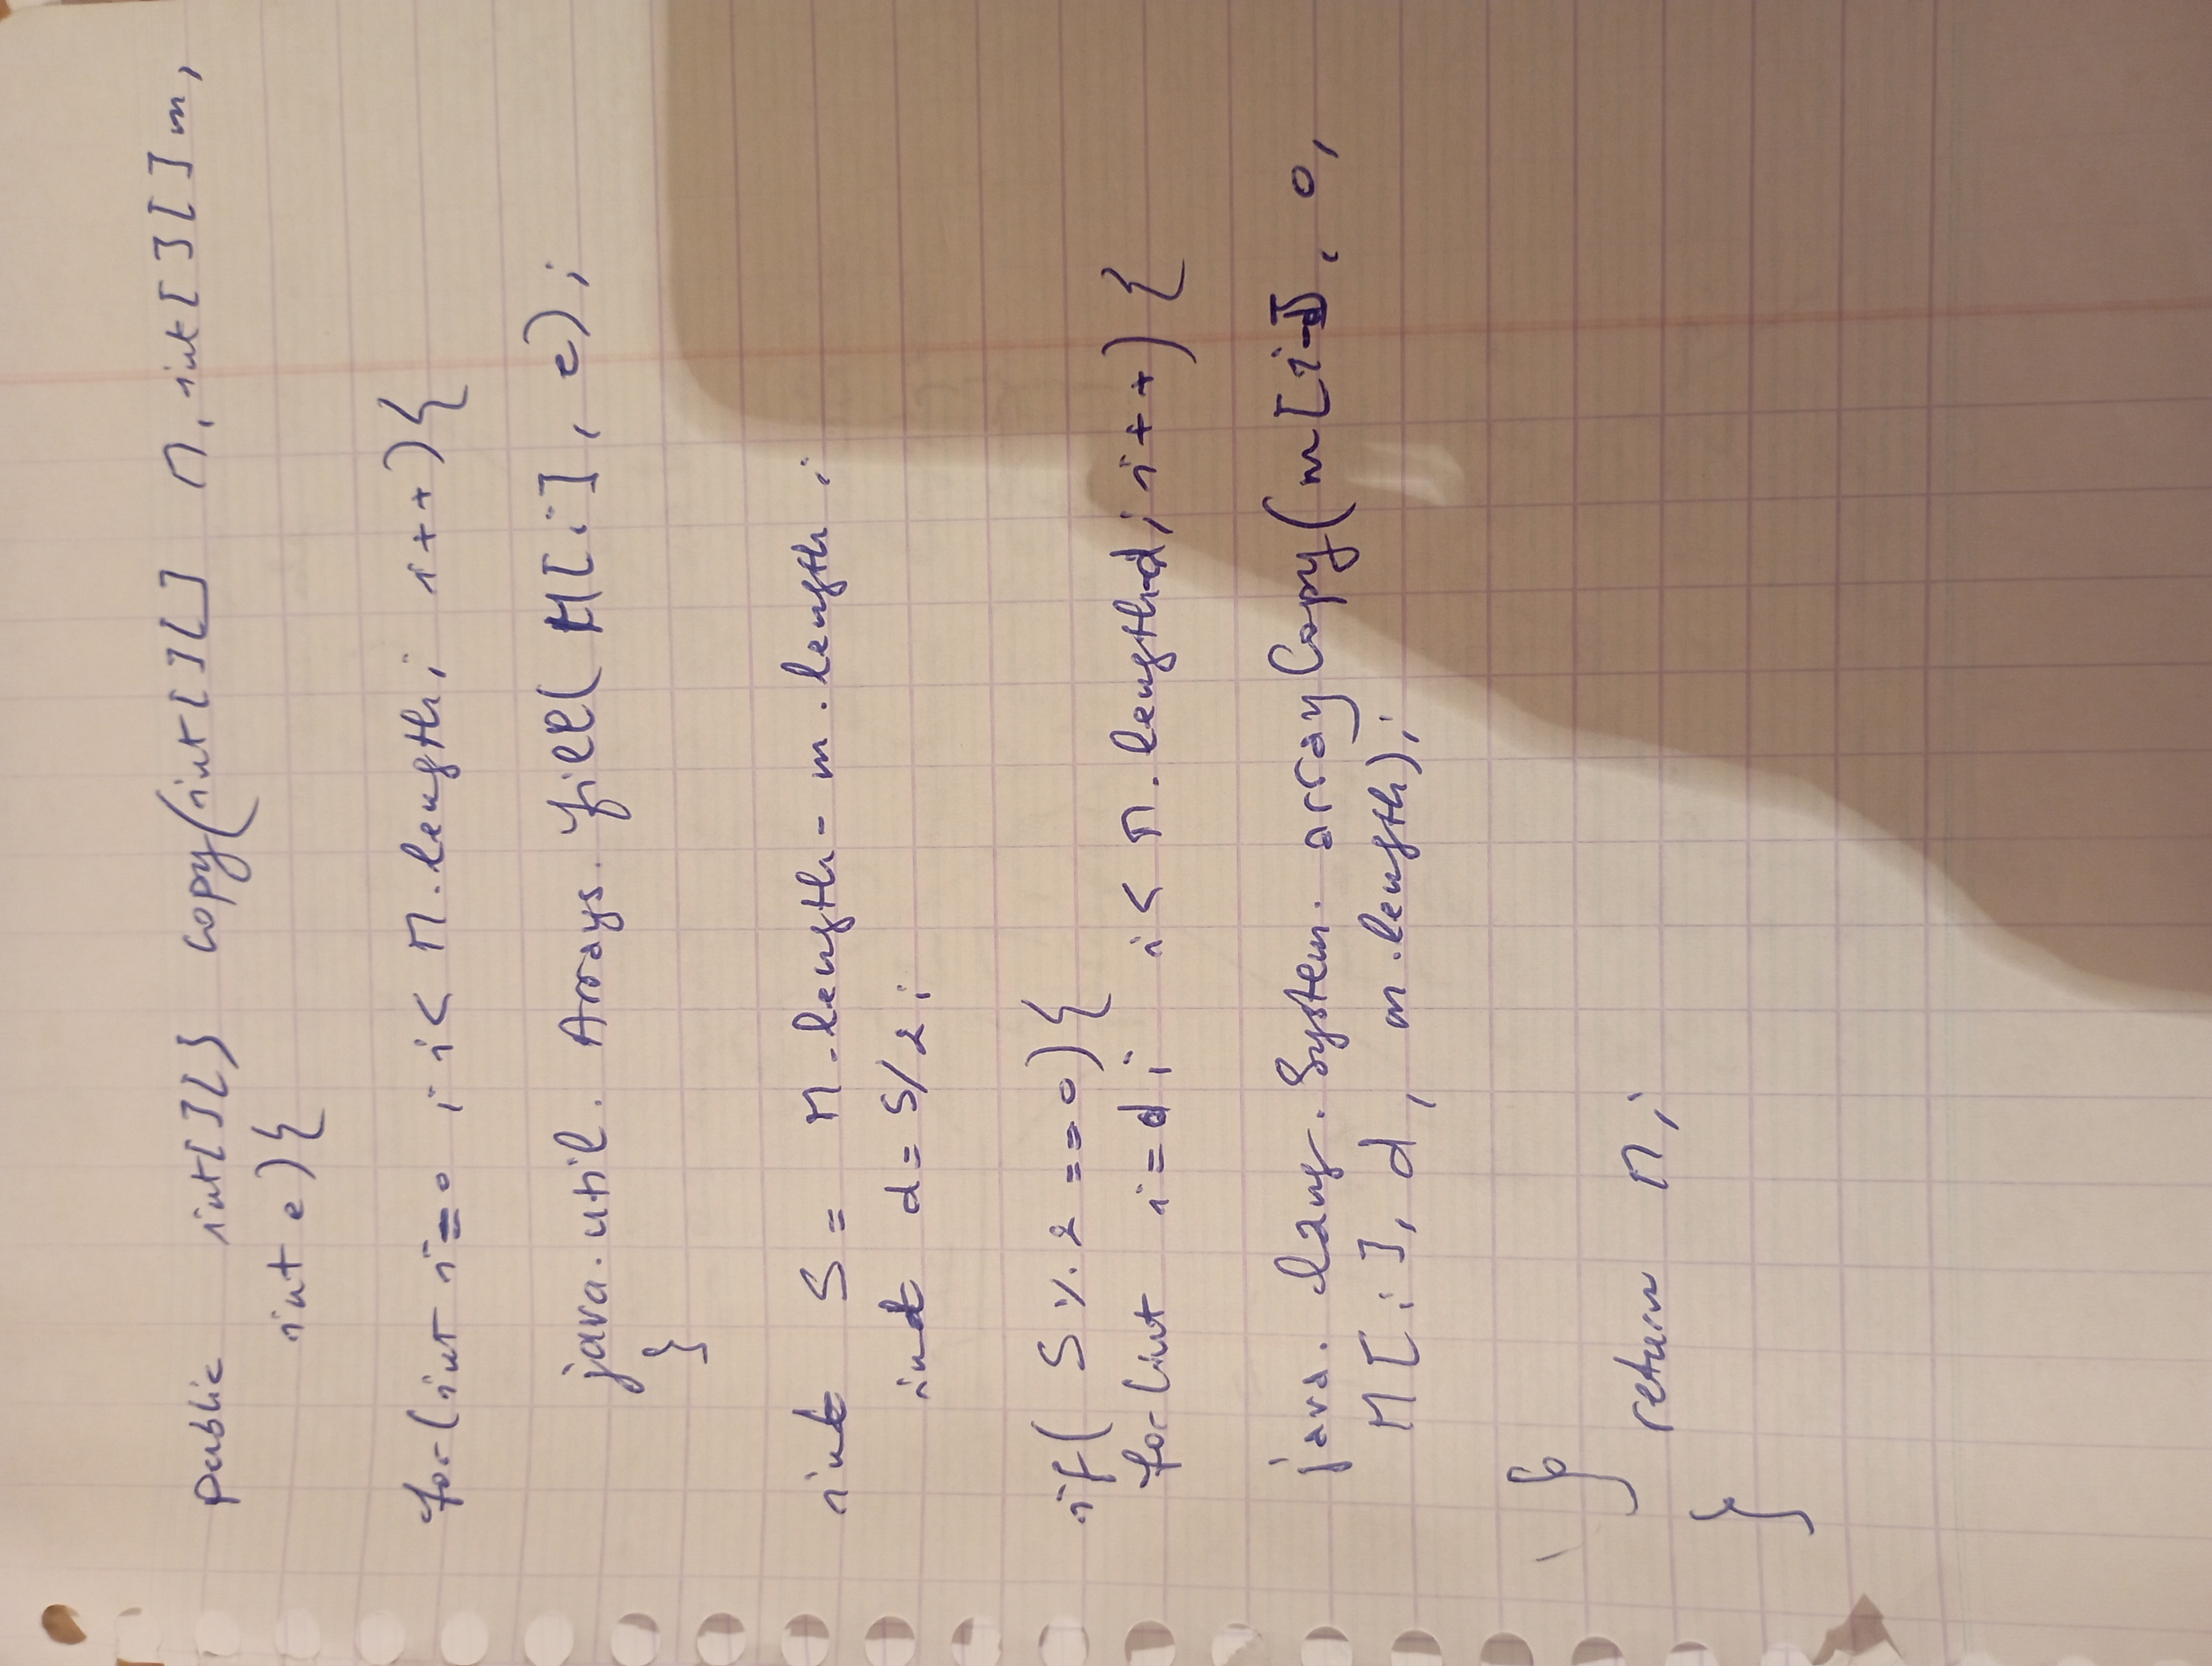 public int[][] copy(int[][] M, int[][] m,
int e){
for(int i=0 ; i< M.length; i++){
java.util. Arrays. fill( M[i], e);
}
int S= M.length- m.length ;
int d= S/2;
if( S % 2 ==0){
for(int i=d; i< M.length-d; i++) {
java.lang.System. arrayCopy(m[i-d], 0,
M[i], d, m.length);
}
return M;
}